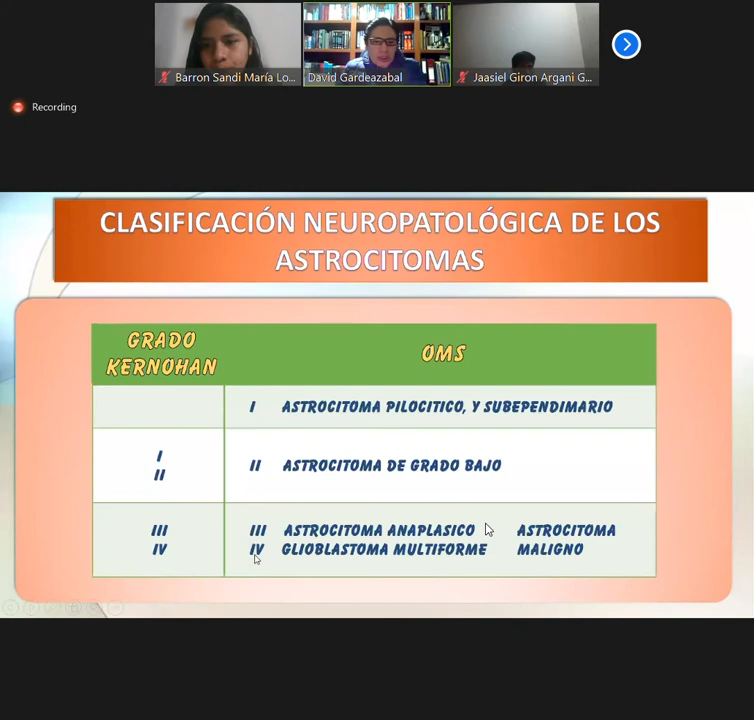 Barron Sandi María Lo...
David Gardeazabal
Jaasiel Giron Argani G...
Recording
CLASIFICACIÓN NEUROPATOLÓGICA DE LOS
ASTROCITOMAS
GRADO
KERNOHAN
OMS
I ASTROCITOMA PILOCITICO, Y SUBEPENDIMARIO
I
II
II ASTROCITOMA DE GRADO BAJO
III
IV
III ASTROCITOMA ANAPLASICO ASTROCITOMA
IV GLIOBLASTOMA MULTIFORME MALIGNO